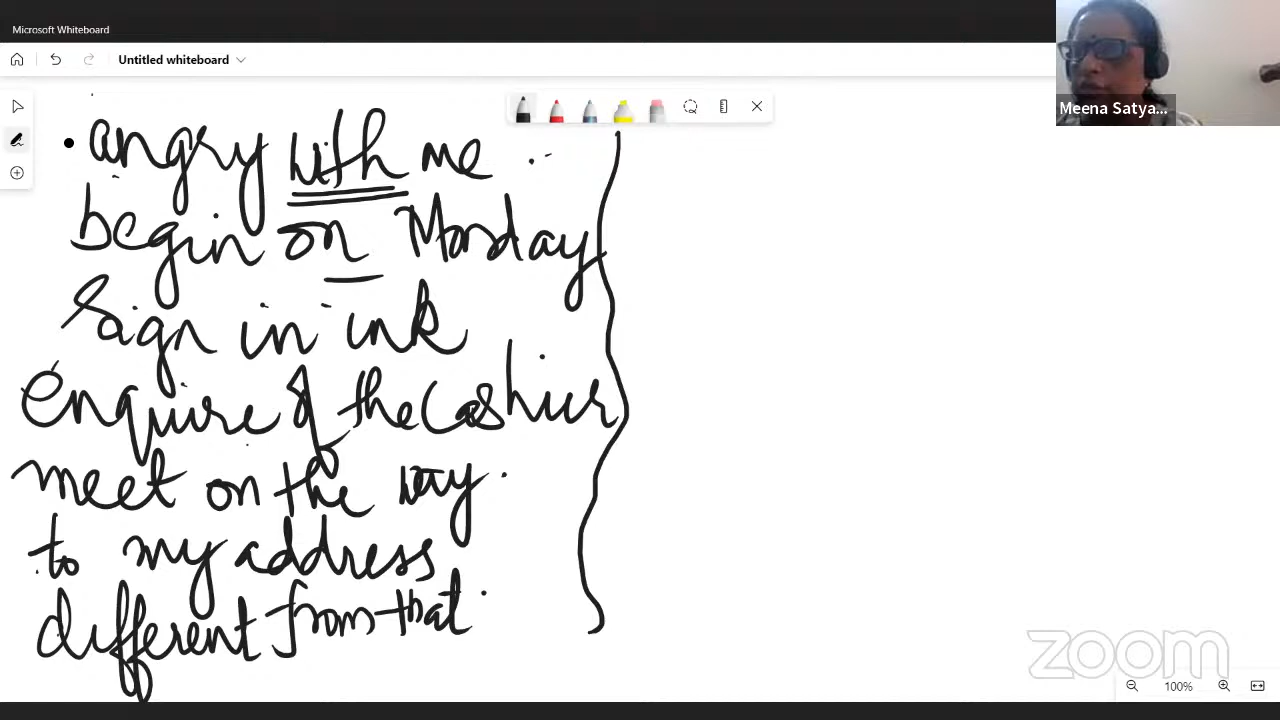 Microsoft Whiteboard
Untitled whiteboard
Meena Satya...
angry with me
begin on Monday
Sign in ink
Enquire of the Cashier
meet on the way.
to my address
different from that
zoom
100%